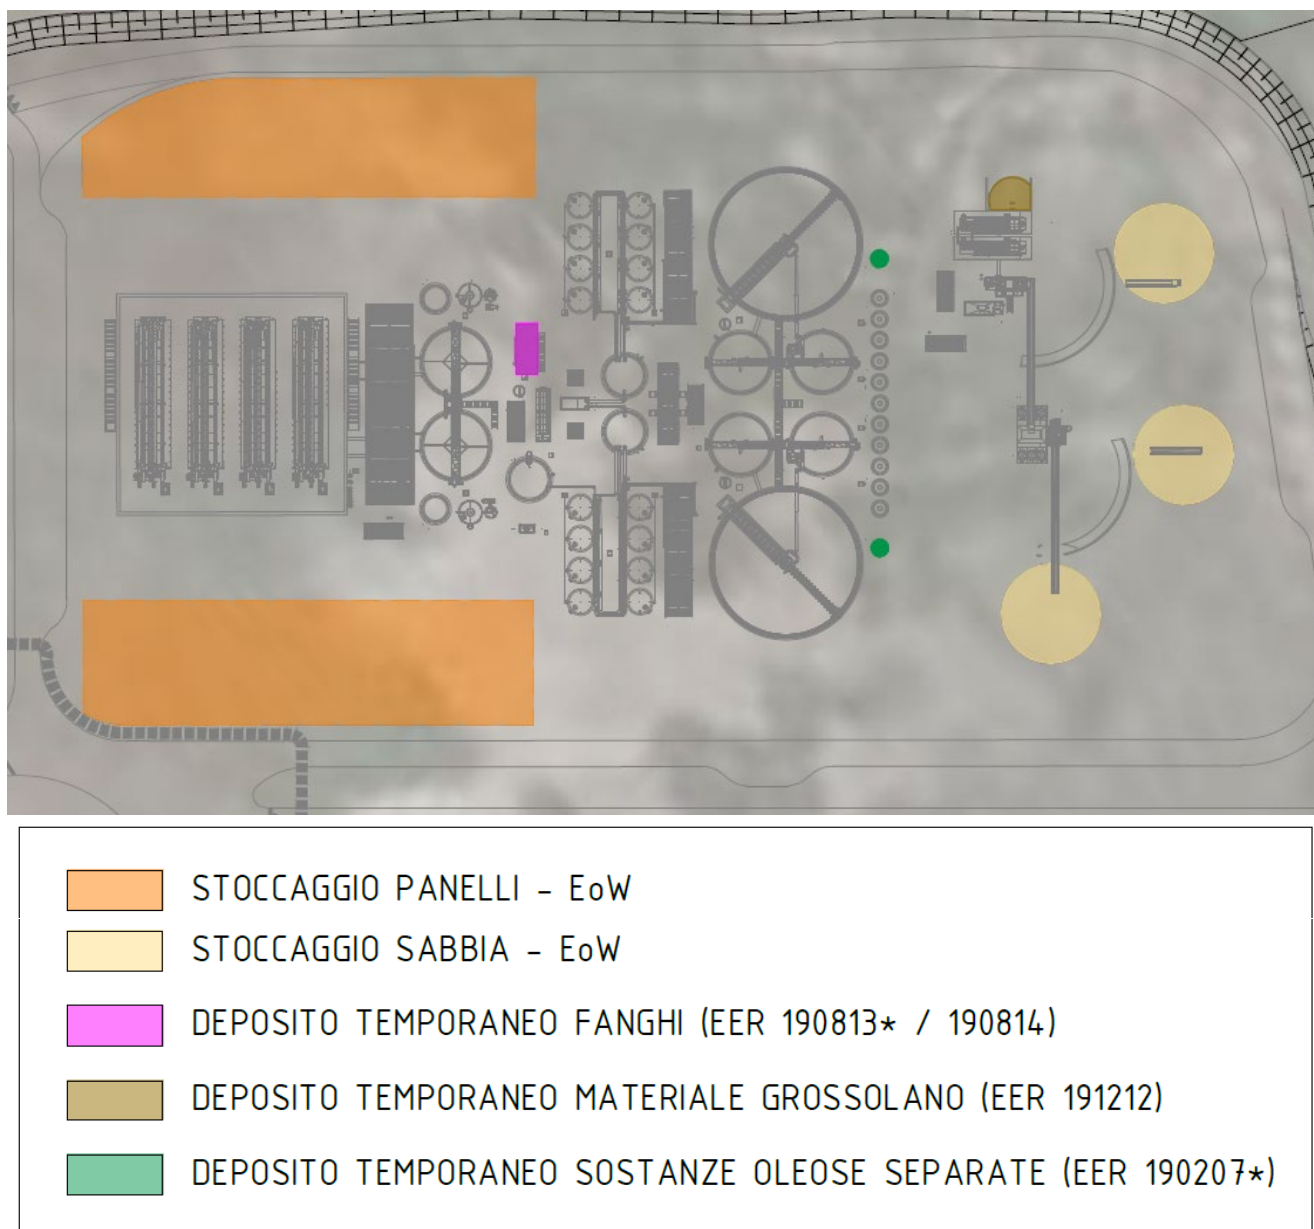 STOCCAGGIO PANELLI - EoW
STOCCAGGIO SABBIA - EoW
DEPOSITO TEMPORANEO FANGHI (EER 190813* / 190814)
DEPOSITO TEMPORANEO MATERIALE GROSSOLANO (EER 191212)
DEPOSITO TEMPORANEO SOSTANZE OLEOSE SEPARATE (EER 190207*)